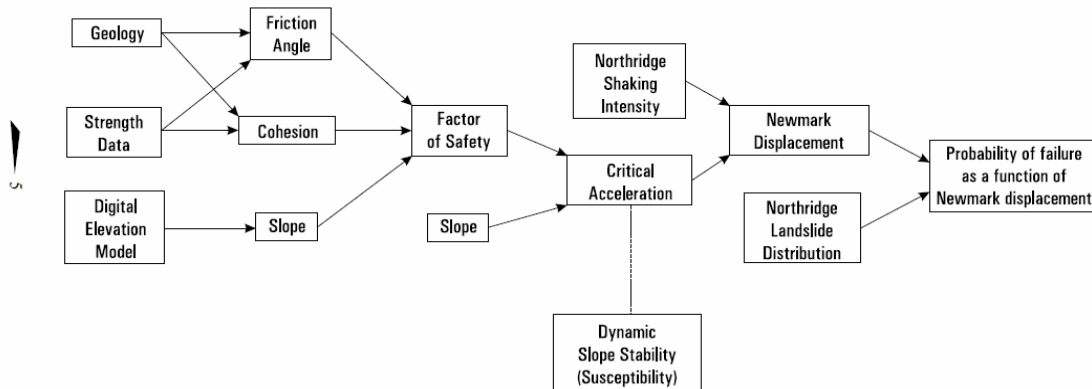 Geology
Friction
Angle
Strength
Data
Cohesion
Digital
Elevation
Model
Slope
Factor
of Safety
Slope
Critical
Acceleration
Dynamic
Slope Stability
(Susceptibility)
Northridge
Shaking
Intensity
Newmark
Displacement
Northridge
Landslide
Distribution
Probability of failure
as a function of
Newmark displacement
5